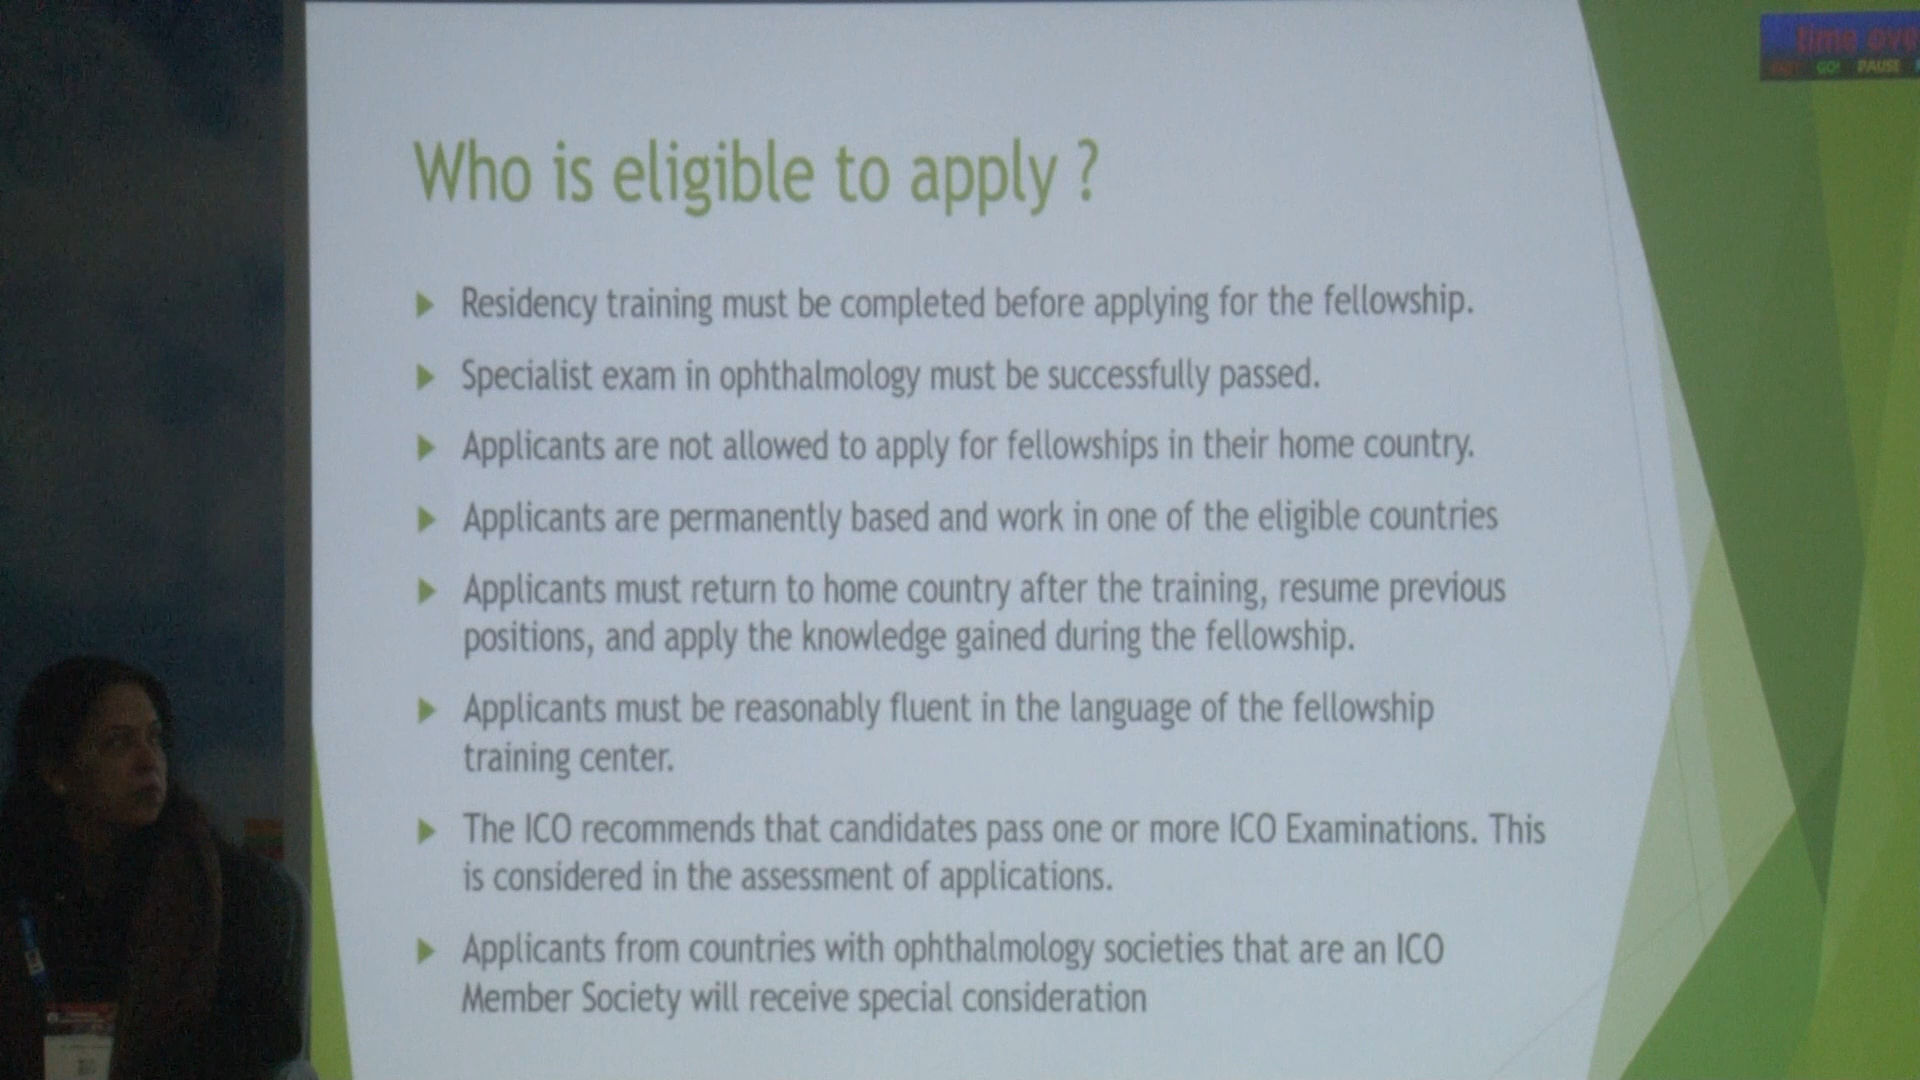 time ove
GO! PAUSE
Who is eligible to apply ?
Residency training must be completed before applying for the fellowship.
Specialist exam in ophthalmology must be successfully passed.
Applicants are not allowed to apply for fellowships in their home country.
Applicants are permanently based and work in one of the eligible countries
Applicants must return to home country after the training, resume previous
positions, and apply the knowledge gained during the fellowship.
Applicants must be reasonably fluent in the language of the fellowship
training center.
The ICO recommends that candidates pass one or more ICO Examinations. This
is considered in the assessment of applications.
Applicants from countries with ophthalmology societies that are an ICO
Member Society will receive special consideration